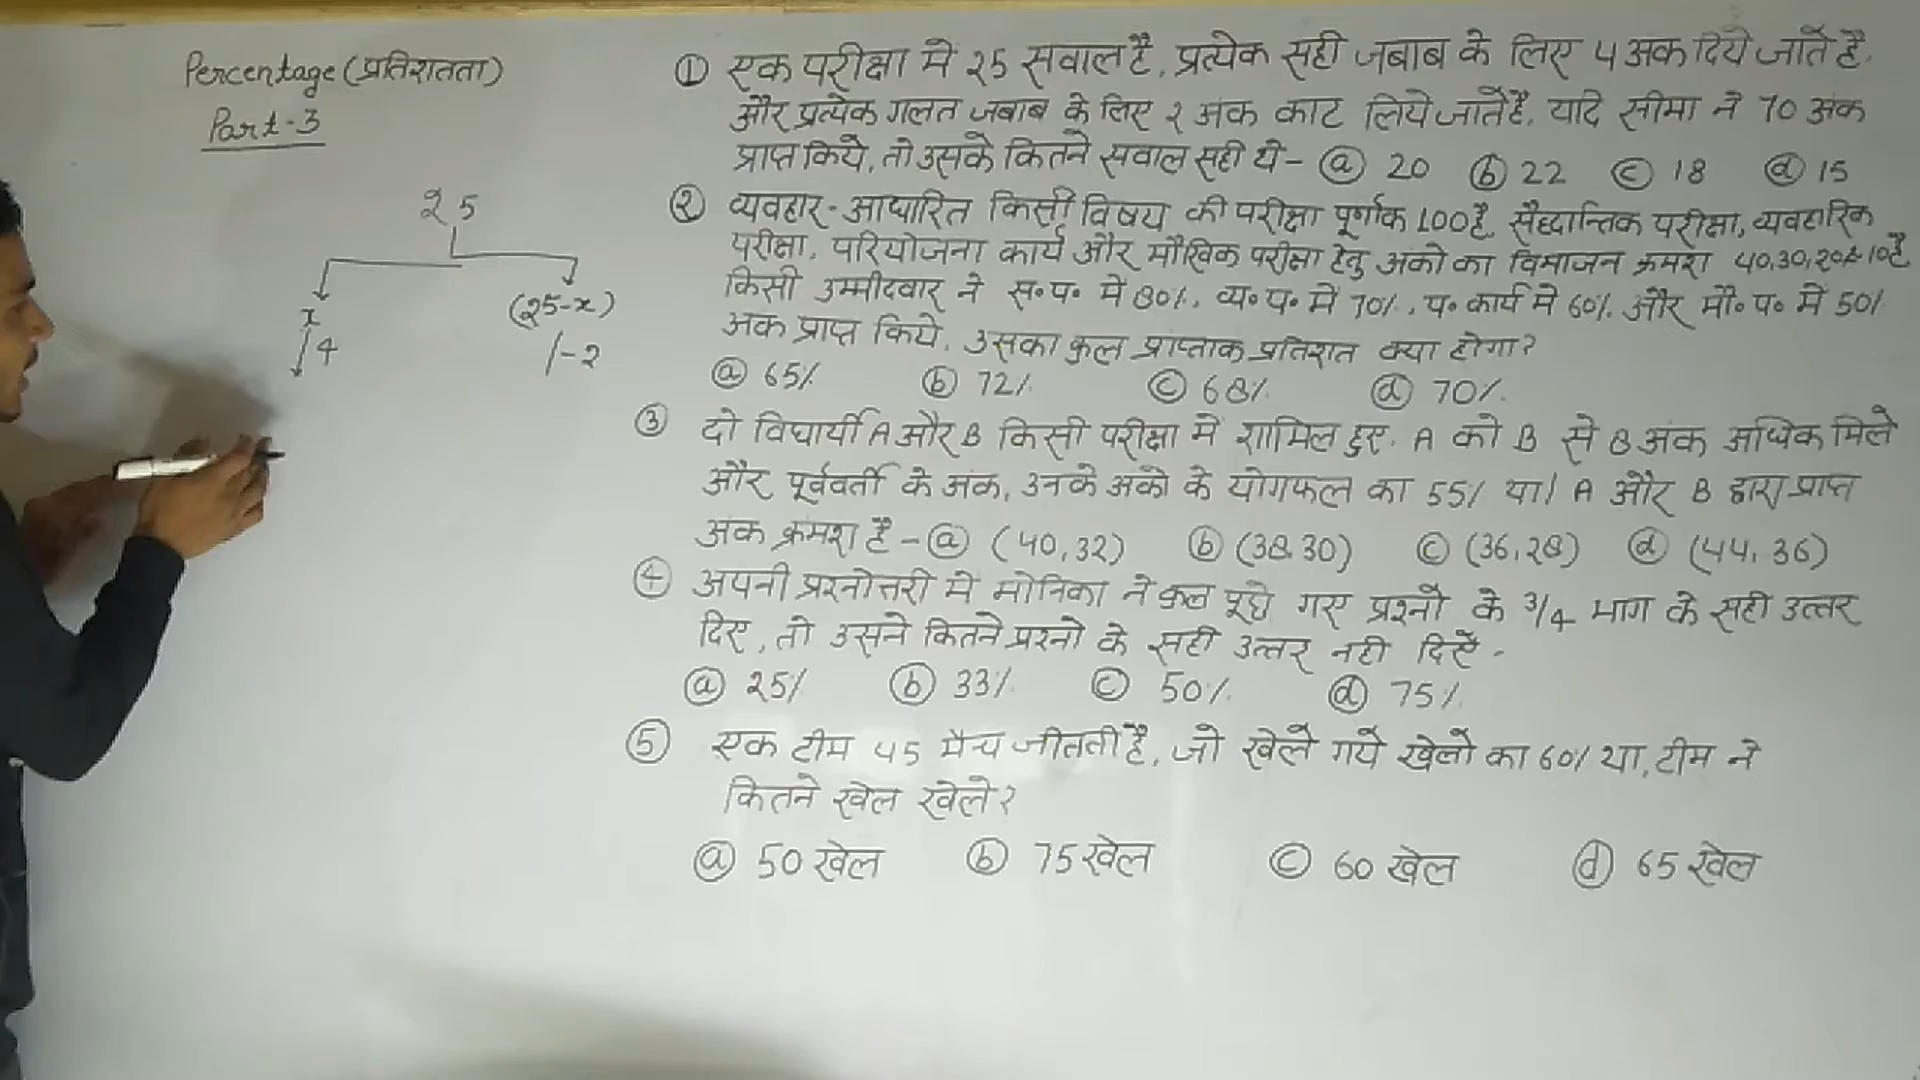 Percentage (प्रतिशतता)
Part-3
25
x
(25-x)
4
-2
① एक परीक्षा मे 25 सवाल है, प्रत्येक सही जबाब के लिए 4 अंक दिये जाते है,
और प्रत्येक गलत जबाब के लिए 2 अंक काट लिये जाते है, यदि सीमा ने 70 अंक
प्राप्त किये, तो उसके कितने सवाल सही थे - ⓐ 20 ⓑ 22 ⓒ 18 ⓓ 15
② व्यवहार-आधारित किसी विषय की परीक्षा पूर्णांक 100 है, सैद्धान्तिक परीक्षा, व्यवहारिक
परीक्षा, परियोजना कार्य और मौखिक परीक्षा हेतु अंको का विभाजन क्रमश 40,30,20 & 10 है
किसी उम्मीदवार ने स॰प॰ में 80%, व्य॰प॰ में 70%, प॰ कार्य मे 60% और मौ॰प॰ में 50%
अंक प्राप्त किये, उसका कुल प्राप्तांक प्रतिशत क्या होगा?
ⓐ 65% ⓑ 72% ⓒ 68% ⓓ 70%
③ दो विद्यार्थी A और B किसी परीक्षा में शामिल हुए. A को B से 8 अंक अधिक मिले
और पूर्ववर्ती के अंक, उनके अंको के योगफल का 55% था। A और B द्वारा प्राप्त
अंक क्रमश है - ⓐ (40,32) ⓑ (38,30) ⓒ (36,28) ⓓ (44,36)
④ अपनी प्रश्नोत्तरी मे मोनिका ने कुल पूछे गए प्रश्नो के 3/4 भाग के सही उत्तर
दिए, तो उसने कितने प्रश्नो के सही उत्तर नही दिऐ -
ⓐ 25% ⓑ 33% ⓒ 50% ⓓ 75%
⑤ एक टीम 45 मैच जीतती है, जो खेले गये खेलो का 60% था, टीम ने
कितने खेल खेले?
ⓐ 50 खेल ⓑ 75 खेल ⓒ 60 खेल ⓓ 65 खेल